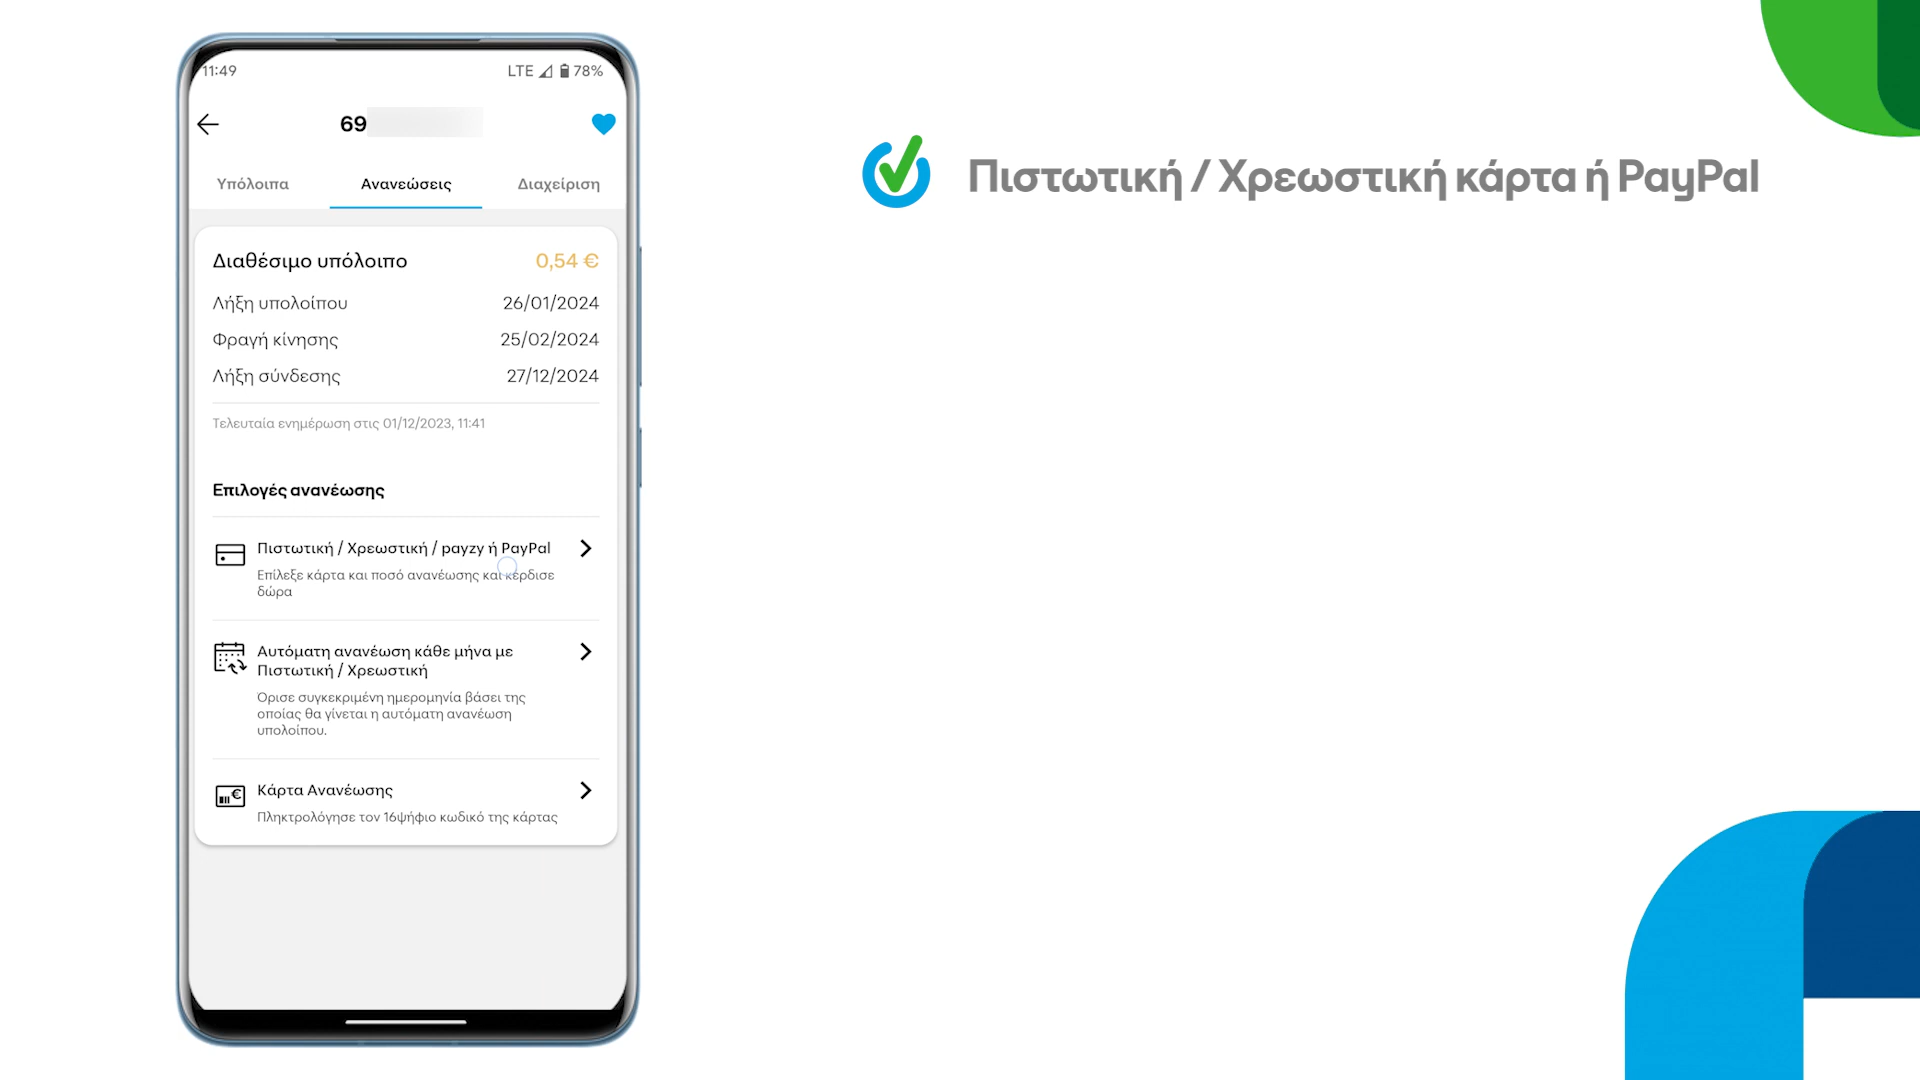 11:49
LTE 78%
69
Υπόλοιπα
Ανανεώσεις
Διαχείριση
Διαθέσιμο υπόλοιπο 0,54 €
Λήξη υπολοίπου 26/01/2024
Φραγή κίνησης 25/02/2024
Λήξη σύνδεσης 27/12/2024
Τελευταία ενημέρωση στις 01/12/2023, 11:41
Επιλογές ανανέωσης
Πιστωτική / Χρεωστική / payzy ή PayPal
Επίλεξε κάρτα και ποσό ανανέωσης και κέρδισε
δώρα
Αυτόματη ανανέωση κάθε μήνα με
Πιστωτική / Χρεωστική
Όρισε συγκεκριμένη ημερομηνία βάσει της
οποίας θα γίνεται η αυτόματη ανανέωση
υπολοίπου.
Κάρτα Ανανέωσης
Πληκτρολόγησε τον 16ψήφιο κωδικό της κάρτας
Πιστωτική / Χρεωστική κάρτα ή PayPal